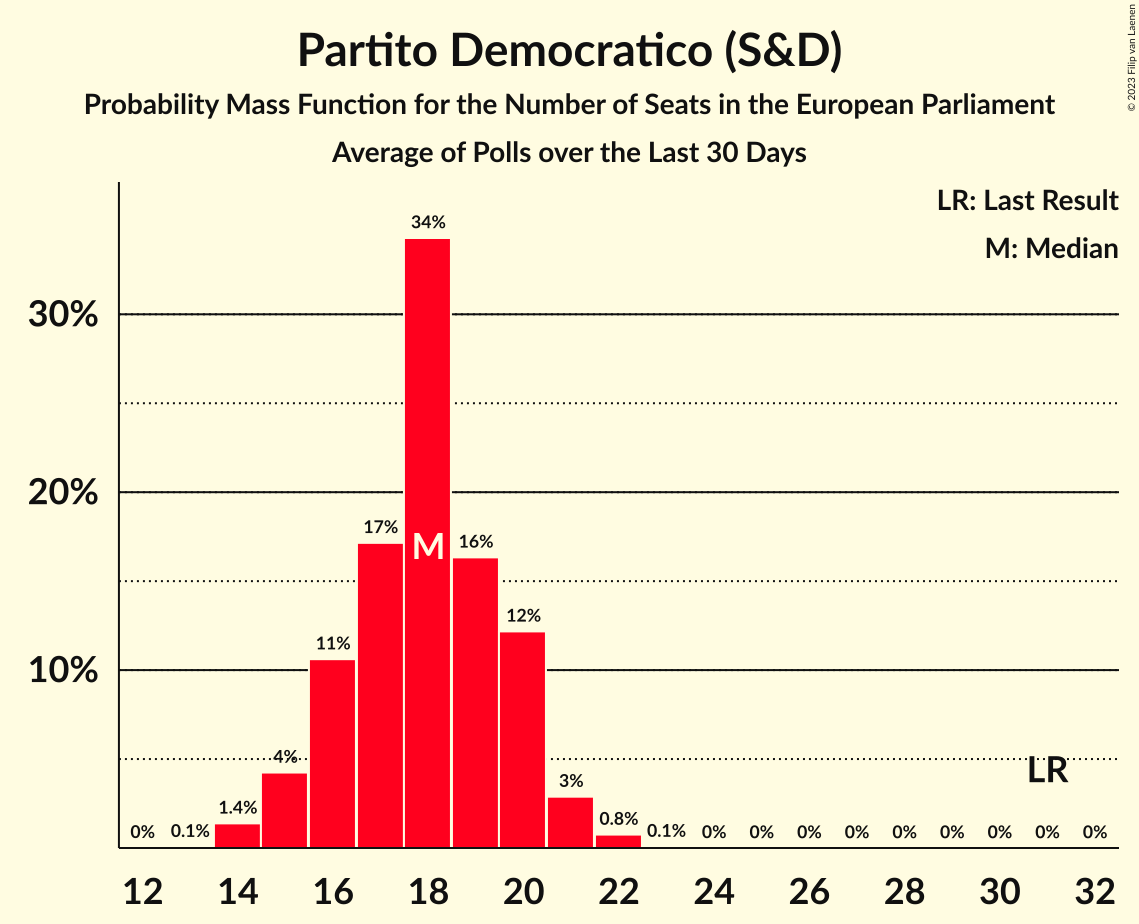 Partito Democratico (S&D)
Probability Mass Function for the Number of Seats in the European Parliament
Average of Polls over the Last 30 Days
© 2023 Filip van Laenen
LR: Last Result
M: Median
34%
30%
20%
17%
M
16%
12%
11%
10%
4%
3%
LR
1.4%
0.8%
0% 0.1% 0.1% 0% 0% 0% 0% 0% 0% 0% 0% 0%
12 14 16 18 20 22 24 26 28 30 32